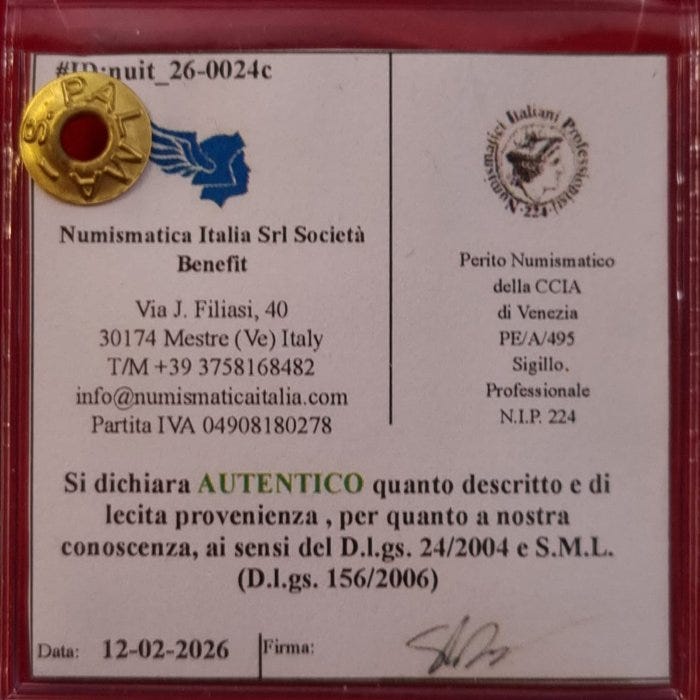 #ID:nuit_26-0024c
S. PALMA
Numismatica Italia Srl Società
Benefit
Via J. Filiasi, 40
30174 Mestre (Ve) Italy
T/M +39 3758168482
info@numismaticaitalia.com
Partita IVA 04908180278
Numismatici Italiani Professionisti
N. 224
Perito Numismatico
della CCIA
di Venezia
PE/A/495
Sigillo.
Professionale
N.I.P. 224
Si dichiara AUTENTICO quanto descritto e di
lecita provenienza , per quanto a nostra
conoscenza, ai sensi del D.lgs. 24/2004 e S.M.L.
(D.lgs. 156/2006)
Data: 12-02-2026
Firma: